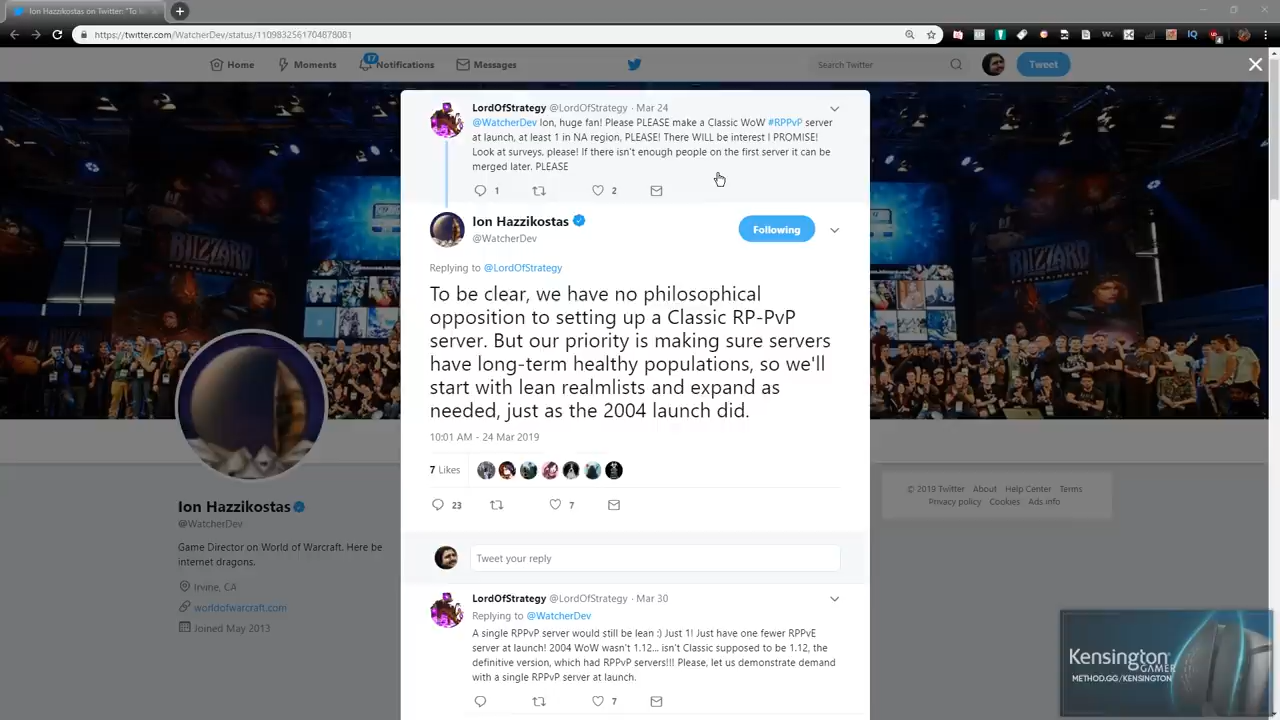 Ion Hazzikostas on Twitter: "To
https://twitter.com/WatcherDev/status/1109832561704878081
Home
Moments
17
Notifications
Messages
Search Twitter
Tweet
LordOfStrategy @LordOfStrategy · Mar 24
@WatcherDev Ion, huge fan! Please PLEASE make a Classic WoW #RPPvP server
at launch, at least 1 in NA region, PLEASE! There WILL be interest I PROMISE!
Look at surveys, please! If there isn't enough people on the first server it can be
merged later. PLEASE
1
2
Ion Hazzikostas
@WatcherDev
Following
Replying to @LordOfStrategy
To be clear, we have no philosophical
opposition to setting up a Classic RP-PvP
server. But our priority is making sure servers
have long-term healthy populations, so we'll
start with lean realmlists and expand as
needed, just as the 2004 launch did.
10:01 AM - 24 Mar 2019
7 Likes
23
7
Tweet your reply
LordOfStrategy @LordOfStrategy · Mar 30
Replying to @WatcherDev
A single RPPvP server would still be lean :) Just 1! Just have one fewer RPPvE
server at launch! 2004 WoW wasn't 1.12... isn't Classic supposed to be 1.12, the
definitive version, which had RPPvP servers!!! Please, let us demonstrate demand
with a single RPPvP server at launch.
7
BLIZZARD
ENTERTAINMENT
BLIZZARD
ENTERTAINMENT
Ion Hazzikostas
@WatcherDev
Game Director on World of Warcraft. Here be
internet dragons.
Irvine, CA
worldofwarcraft.com
Joined May 2013
© 2019 Twitter About Help Center Terms
Privacy policy Cookies Ads info
Kensington
GAMER
METHOD.GG/KENSINGTON